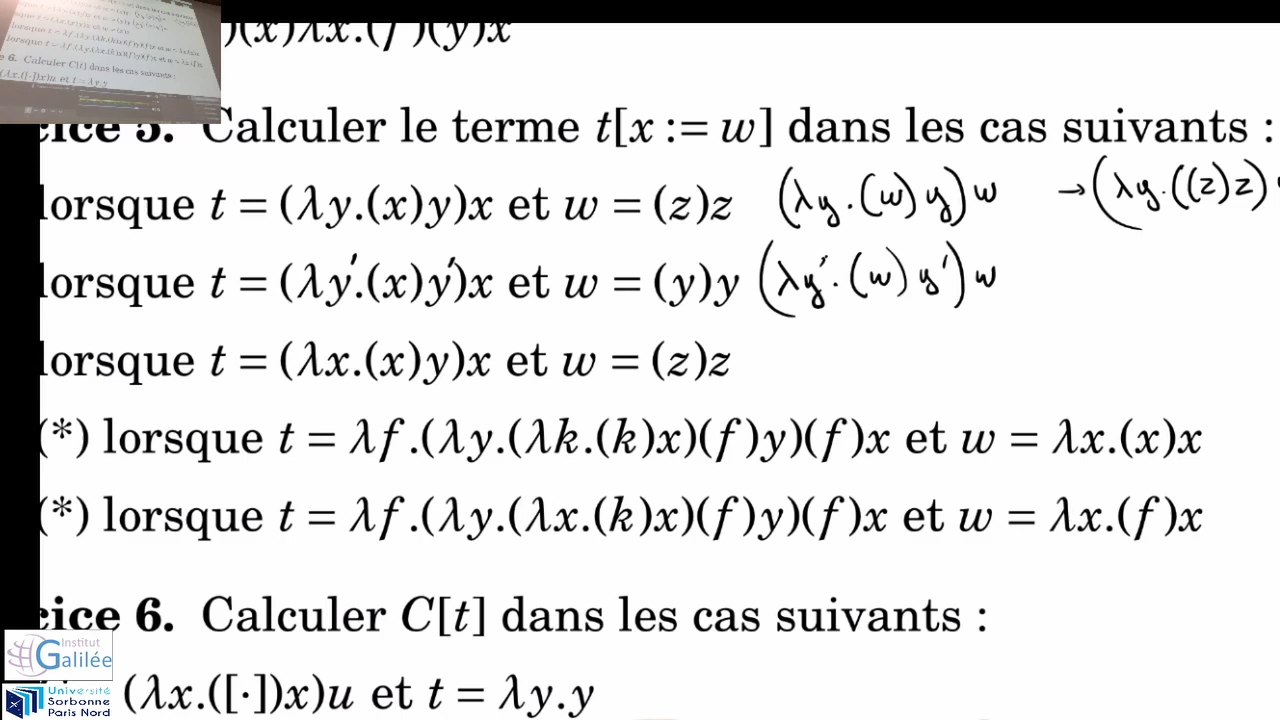 )(x)λx.(f)(y)x
cice 5. Calculer le terme t[x := w] dans les cas suivants :
lorsque t = (λy.(x)y)x et w = (z)z (λy.(w)y)w → (λy.((z)z)
lorsque t = (λy'.(x)y')x et w = (y)y (λy'.(w)y')w
lorsque t = (λx.(x)y)x et w = (z)z
(*) lorsque t = λf.(λy.(λk.(k)x)(f)y)(f)x et w = λx.(x)x
(*) lorsque t = λf.(λy.(λx.(k)x)(f)y)(f)x et w = λx.(f)x
cice 6. Calculer C[t] dans les cas suivants :
(λx.([·])x)u et t = λy.y
Institut
Galilée
Université
Sorbonne
Paris Nord